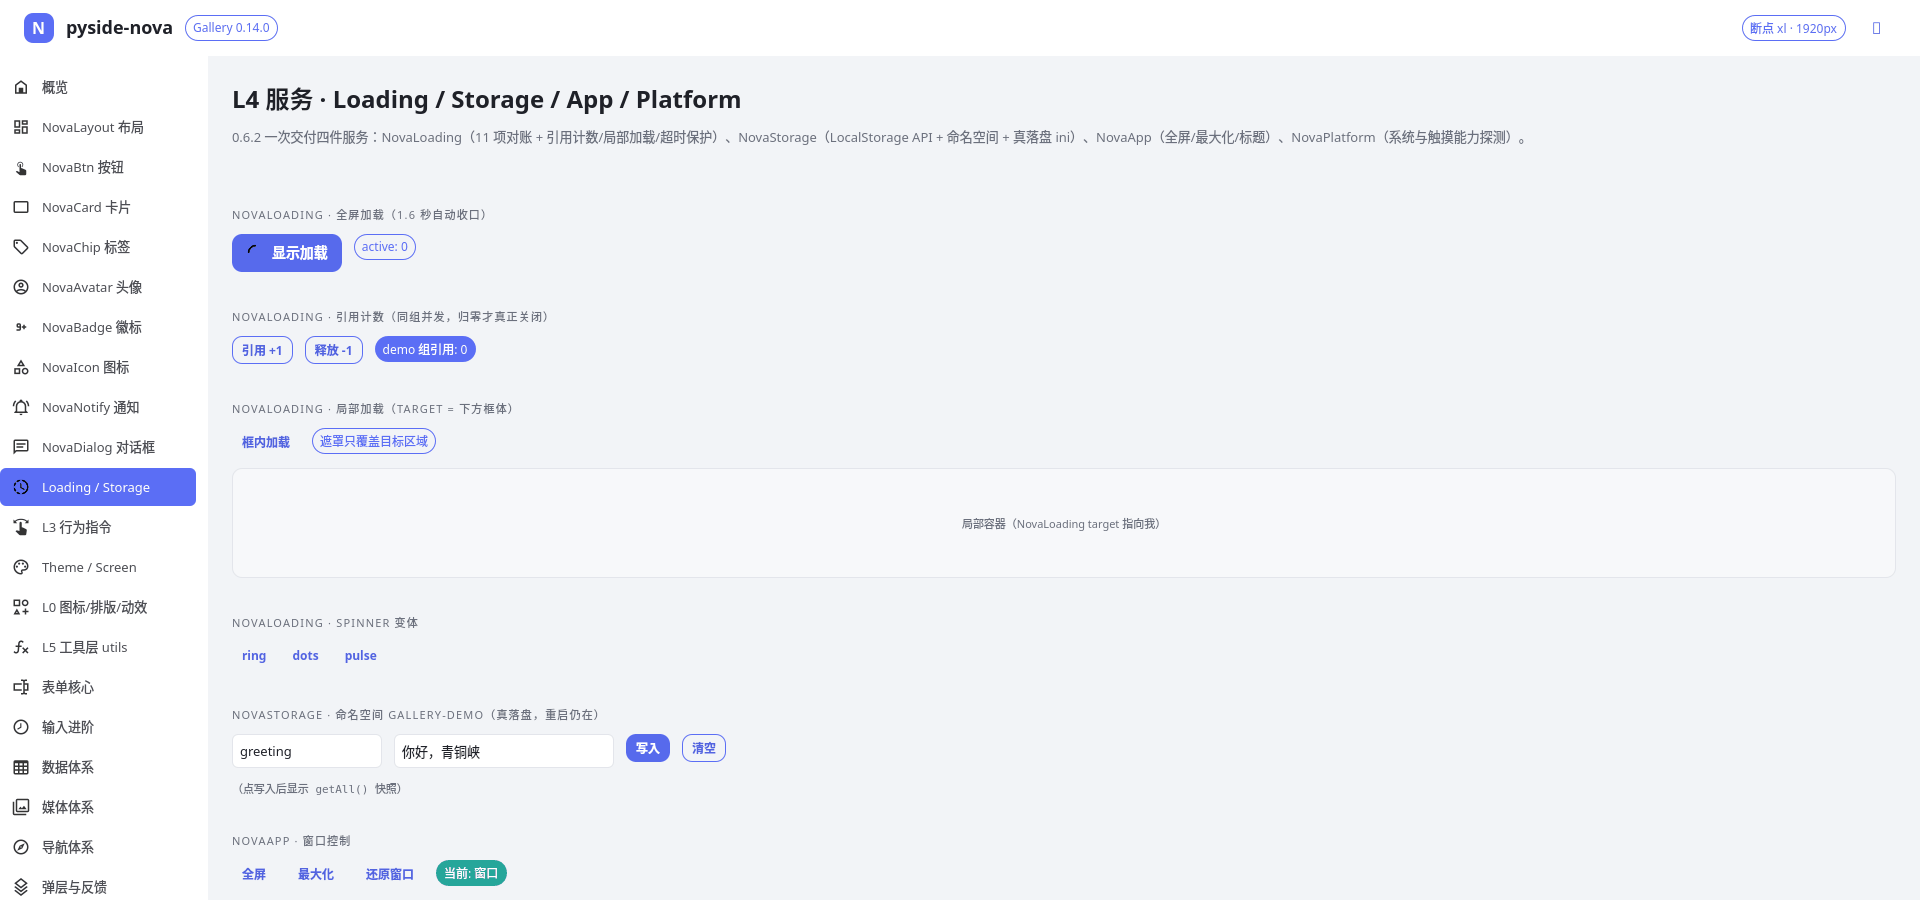 N pyside-nova Gallery 0.14.0
断点 xl · 1920px
概览
NovaLayout 布局
NovaBtn 按钮
NovaCard 卡片
NovaChip 标签
NovaAvatar 头像
9+ NovaBadge 徽标
NovaIcon 图标
NovaNotify 通知
NovaDialog 对话框
Loading / Storage
L3 行为指令
Theme / Screen
L0 图标/排版/动效
L5 工具层 utils
表单核心
输入进阶
数据体系
媒体体系
导航体系
弹层与反馈
L4 服务 · Loading / Storage / App / Platform
0.6.2 一次交付四件服务：NovaLoading（11 项对账 + 引用计数/局部加载/超时保护）、NovaStorage（LocalStorage API + 命名空间 + 真落盘 ini）、NovaApp（全屏/最大化/标题）、NovaPlatform（系统与触摸能力探测）。
NOVALOADING · 全屏加载（1.6 秒自动收口）
显示加载 active: 0
NOVALOADING · 引用计数（同组并发，归零才真正关闭）
引用 +1 释放 -1 demo 组引用: 0
NOVALOADING · 局部加载（TARGET = 下方框体）
框内加载 遮罩只覆盖目标区域
局部容器（NovaLoading target 指向我）
NOVALOADING · SPINNER 变体
ring dots pulse
NOVASTORAGE · 命名空间 GALLERY-DEMO（真落盘，重启仍在）
greeting 你好，青铜峡 写入 清空
（点写入后显示 getAll() 快照）
NOVAAPP · 窗口控制
全屏 最大化 还原窗口 当前: 窗口